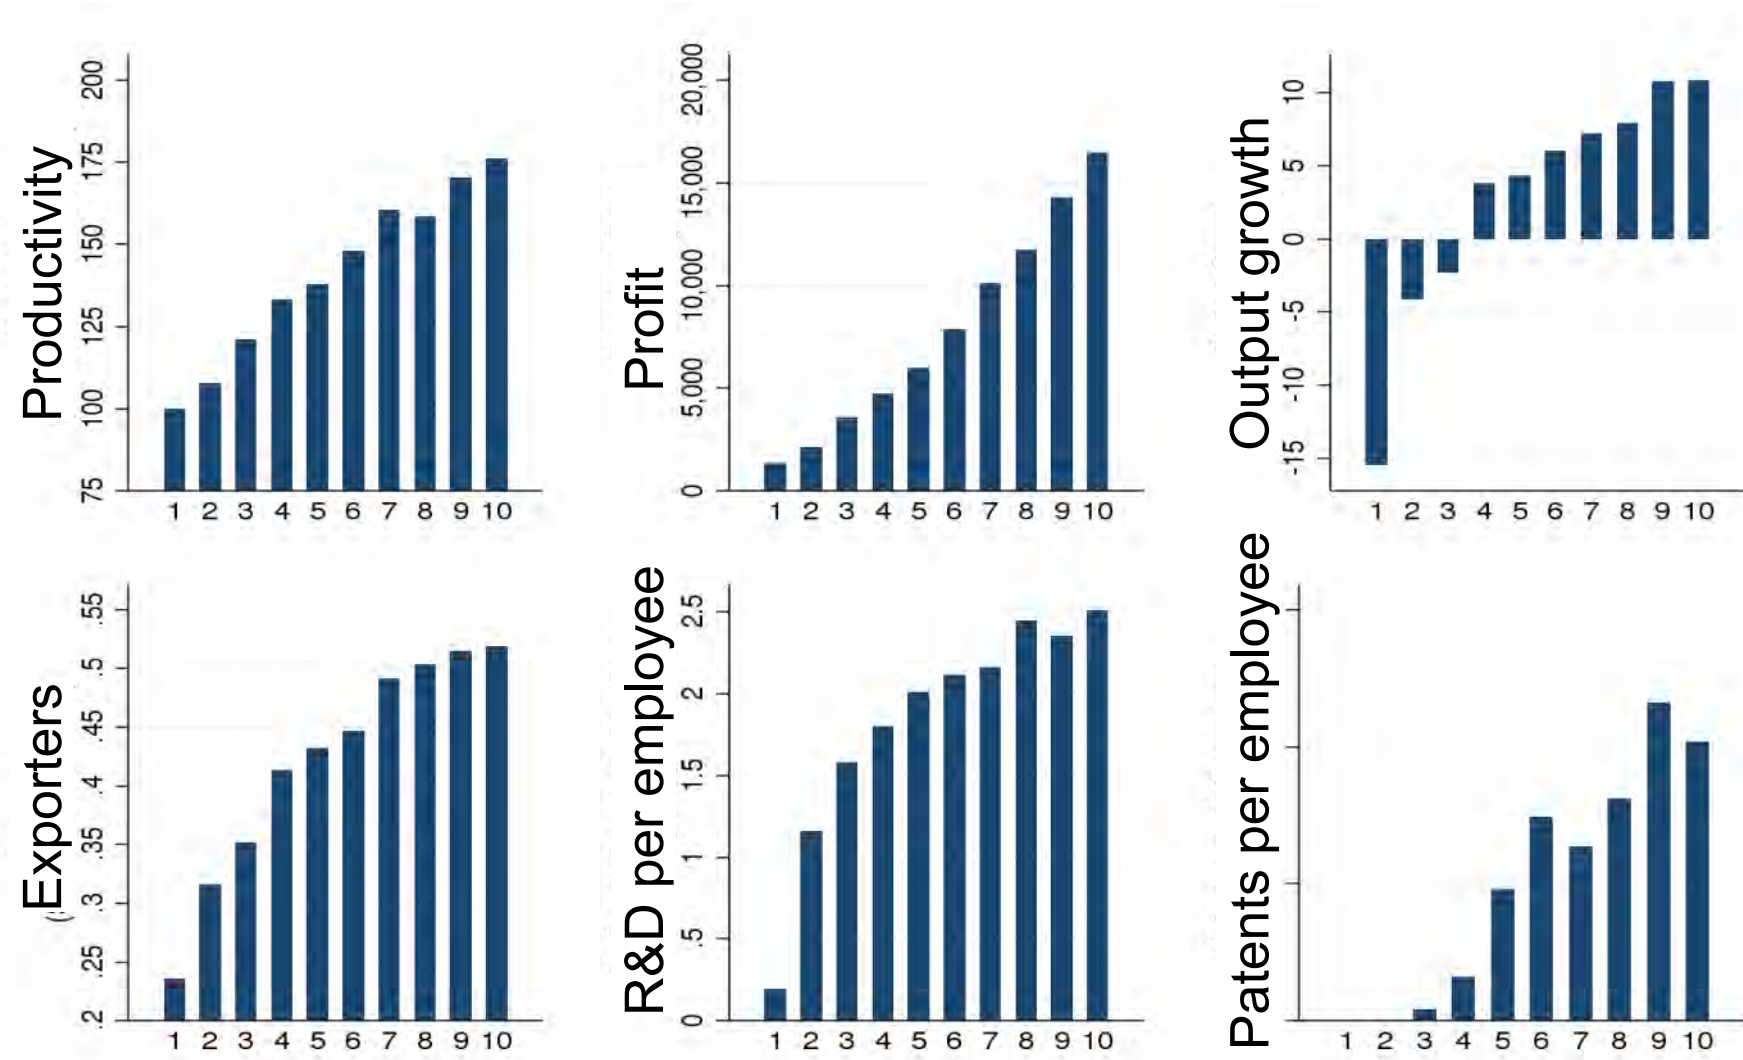 Productivity
200
175
150
125
100
75
1 2 3 4 5 6 7 8 9 10
Profit
20,000
15,000
10,000
5,000
0
1 2 3 4 5 6 7 8 9 10
Output growth
10
5
0
-5
-10
-15
1 2 3 4 5 6 7 8 9 10
Exporters
.55
.5
.45
.4
.35
.3
.25
.2
1 2 3 4 5 6 7 8 9 10
R&D per employee
2.5
2
1.5
1
.5
0
1 2 3 4 5 6 7 8 9 10
Patents per employee
1 2 3 4 5 6 7 8 9 10